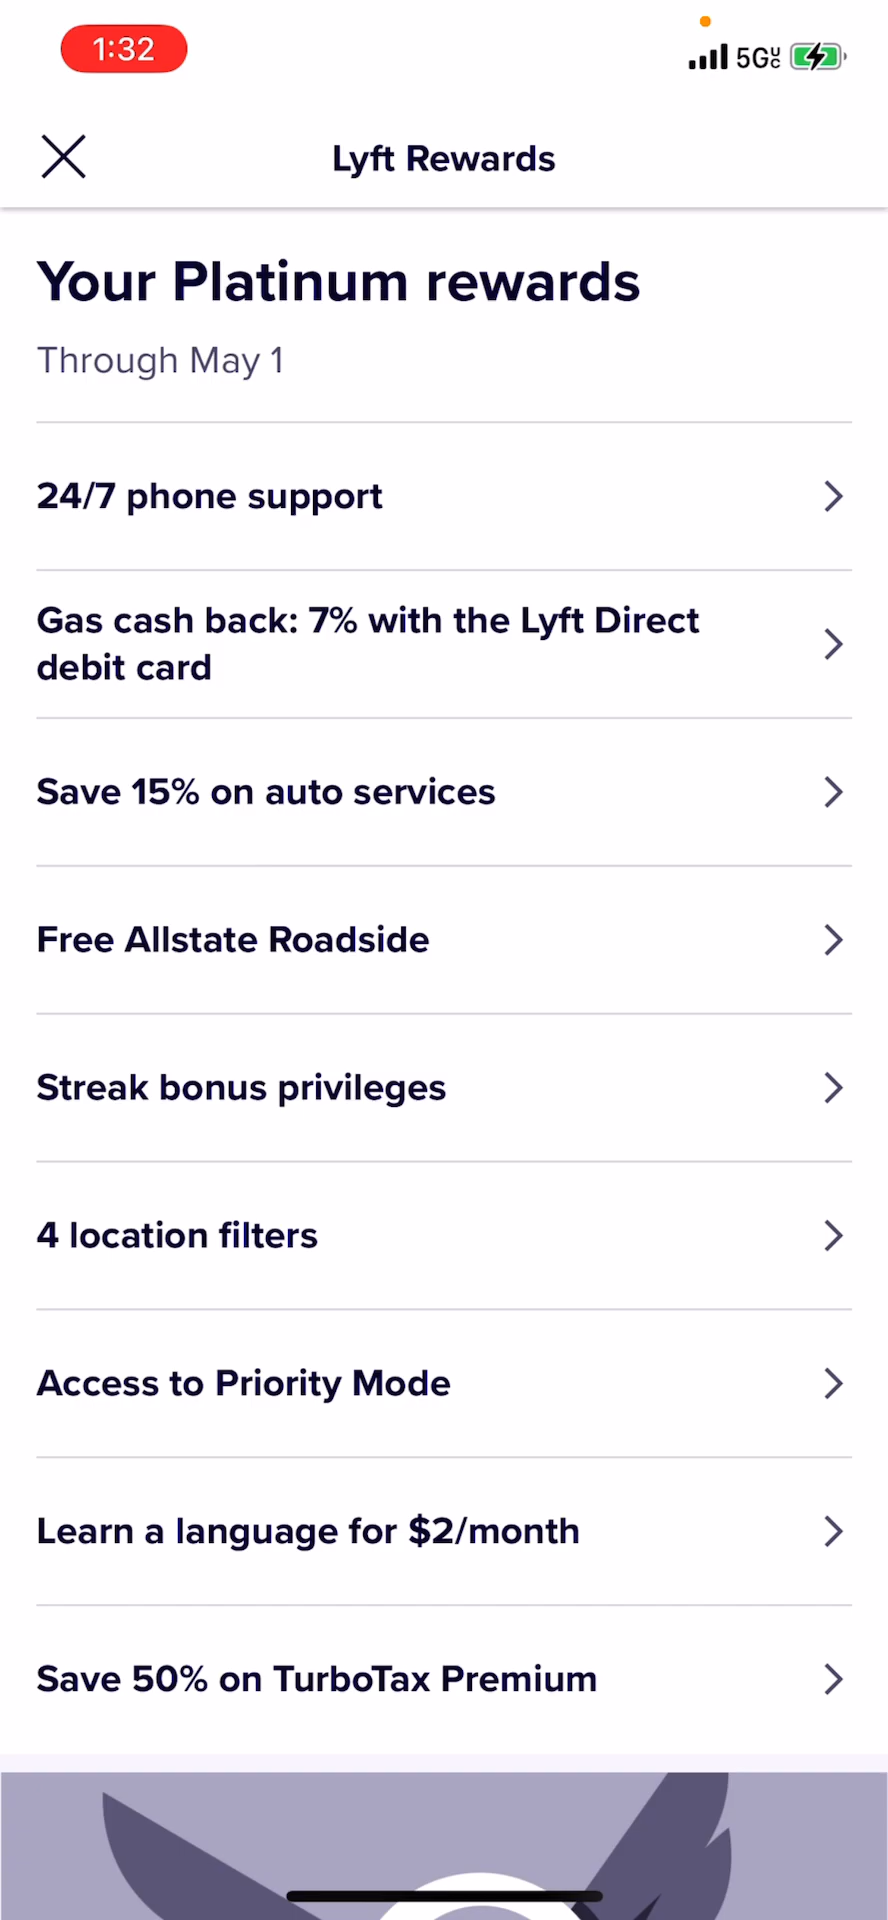 1:32
5GUC
Lyft Rewards
Your Platinum rewards
Through May 1
24/7 phone support
Gas cash back: 7% with the Lyft Direct
debit card
Save 15% on auto services
Free Allstate Roadside
Streak bonus privileges
4 location filters
Access to Priority Mode
Learn a language for $2/month
Save 50% on TurboTax Premium